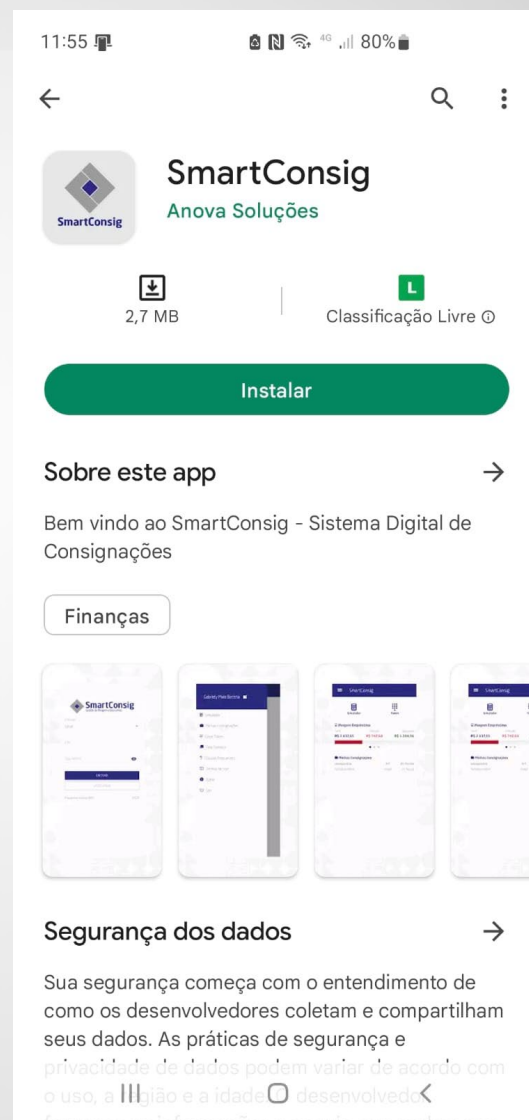 11:55
4G
80%
SmartConsig
SmartConsig
Anova Soluções
2,7 MB
L
Classificação Livre
Instalar
Sobre este app
Bem vindo ao SmartConsig - Sistema Digital de
Consignações
Finanças
SmartConsig
SmartConsig
SmartConsig
Segurança dos dados
Sua segurança começa com o entendimento de
como os desenvolvedores coletam e compartilham
seus dados. As práticas de segurança e
privacidade de dados podem variar de acordo com
o uso, a região e a idade. O desenvolvedor